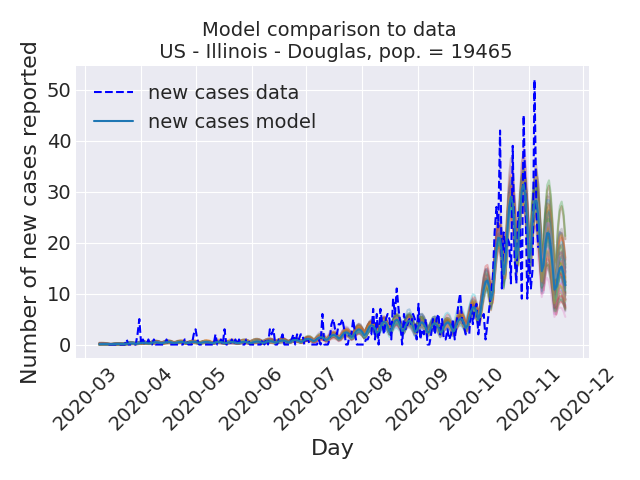 Model comparison to data
US - Illinois - Douglas, pop. = 19465
Number of new cases reported
50
40
30
20
10
0
new cases data
new cases model
2020-03
2020-04
2020-05
2020-06
2020-07
2020-08
2020-09
2020-10
2020-11
2020-12
Day